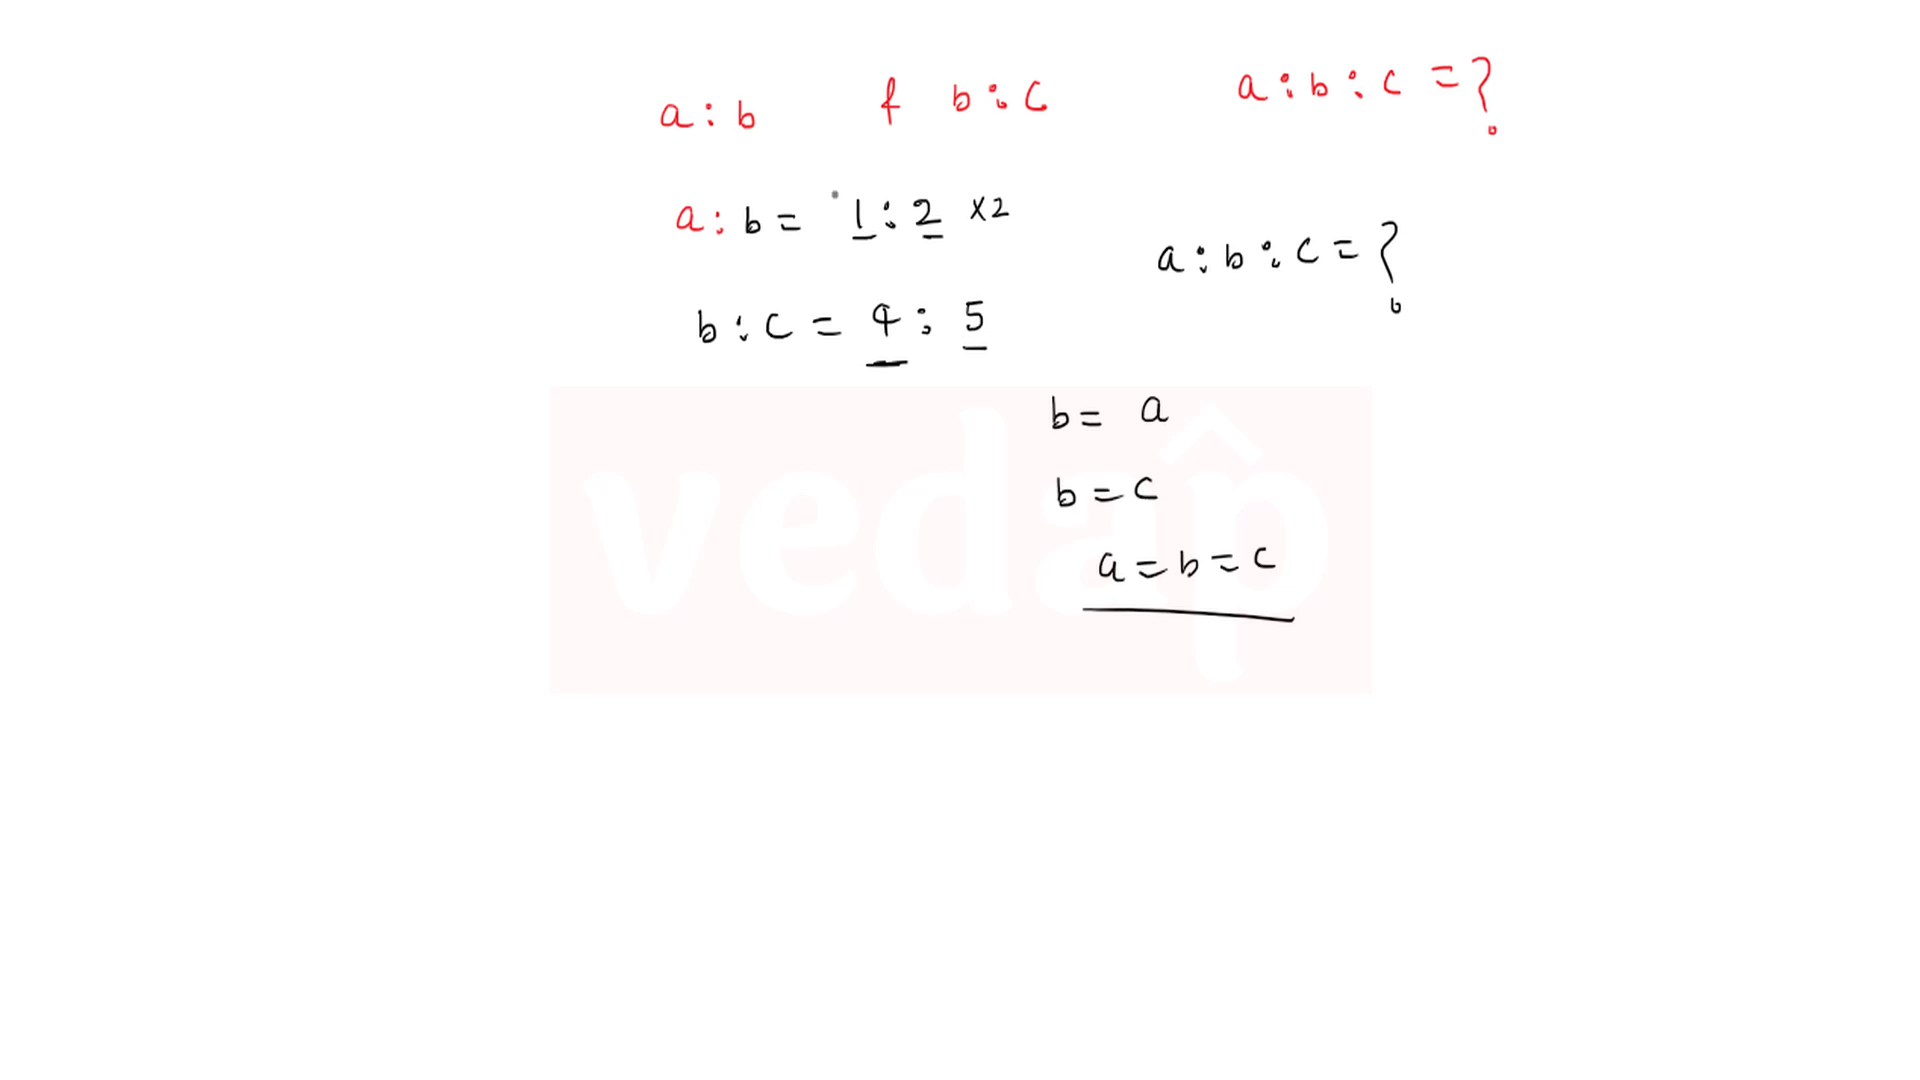 a : b & b : c a : b : c = ?
a : b = 1 : 2 x2
a : b : c = ?
b : c = 4 : 5
b = a
b = c
a = b = c
vedap